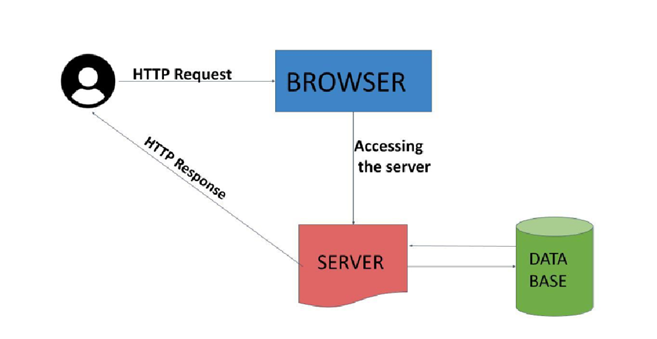 HTTP Request
BROWSER
HTTP Response
Accessing
the server
SERVER
DATA
BASE